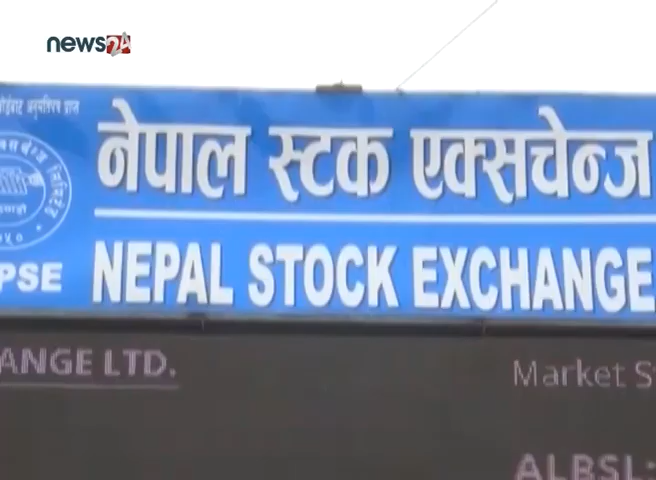 news24
नेपाल स्टक एक्सचेन्ज
PSE
NEPAL STOCK EXCHANGE
ANGE LTD.
Market S
ALBSL: